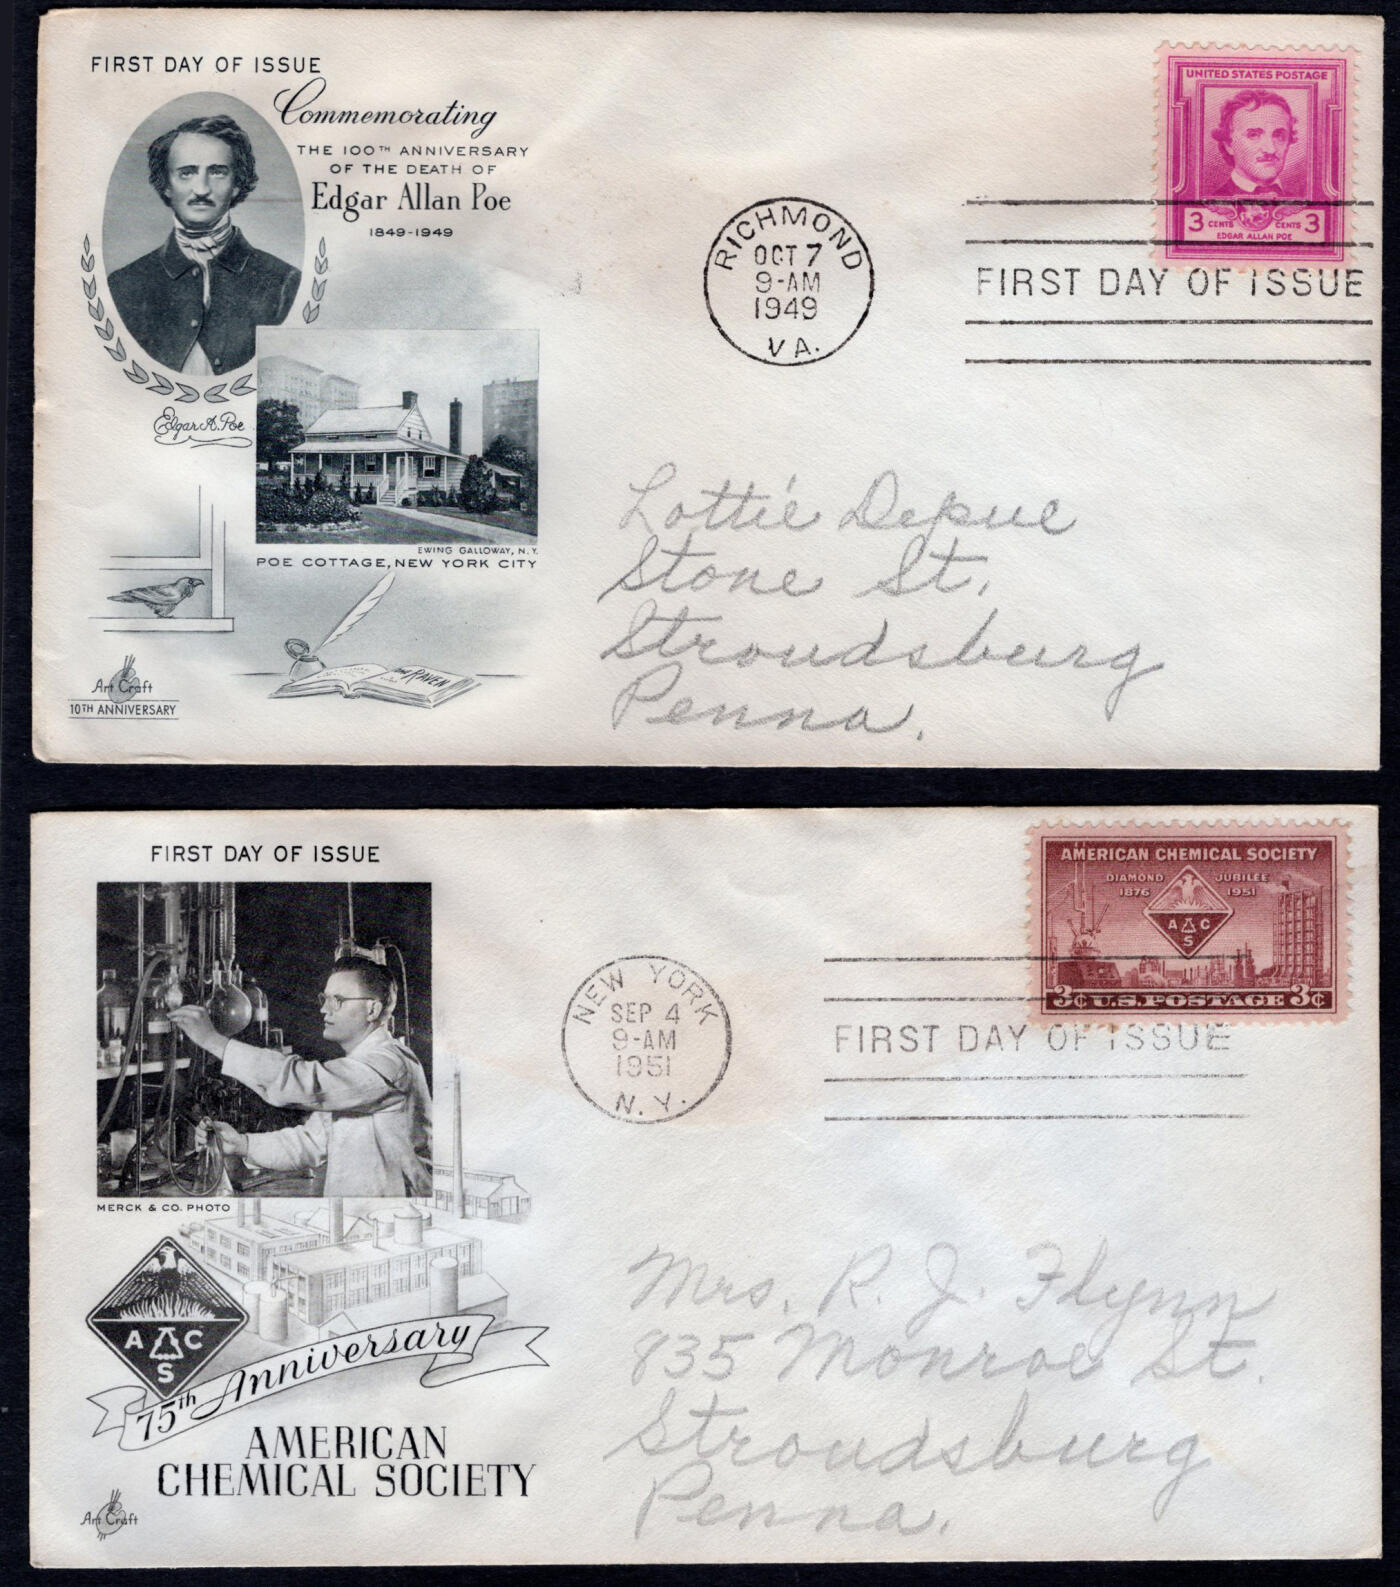 FIRST DAY OF ISSUE
Commemorating
THE 100TH ANNIVERSARY
OF THE DEATH OF
Edgar Allan Poe
1849-1949
Edgar A. Poe
EWING GALLOWAY, N.Y.
POE COTTAGE, NEW YORK CITY
RAVEN
Art Craft
10TH ANNIVERSARY
RICHMOND
OCT 7
9-AM
1949
VA.
UNITED STATES POSTAGE
3 CENTS CENTS 3
EDGAR ALLAN POE
FIRST DAY OF ISSUE
Lottie Depue
Stone St.
Stroudsburg
Penna.
FIRST DAY OF ISSUE
MERCK & CO. PHOTO
A C
S
75th Anniversary
AMERICAN
CHEMICAL SOCIETY
Art Craft
NEW YORK
SEP 4
9-AM
1951
N.Y.
AMERICAN CHEMICAL SOCIETY
DIAMOND JUBILEE
1876 1951
A C
S
3¢ U.S. POSTAGE 3¢
FIRST DAY OF ISSUE
Mrs. R. J. Flynn
835 Monroe St.
Stroudsburg
Penna.